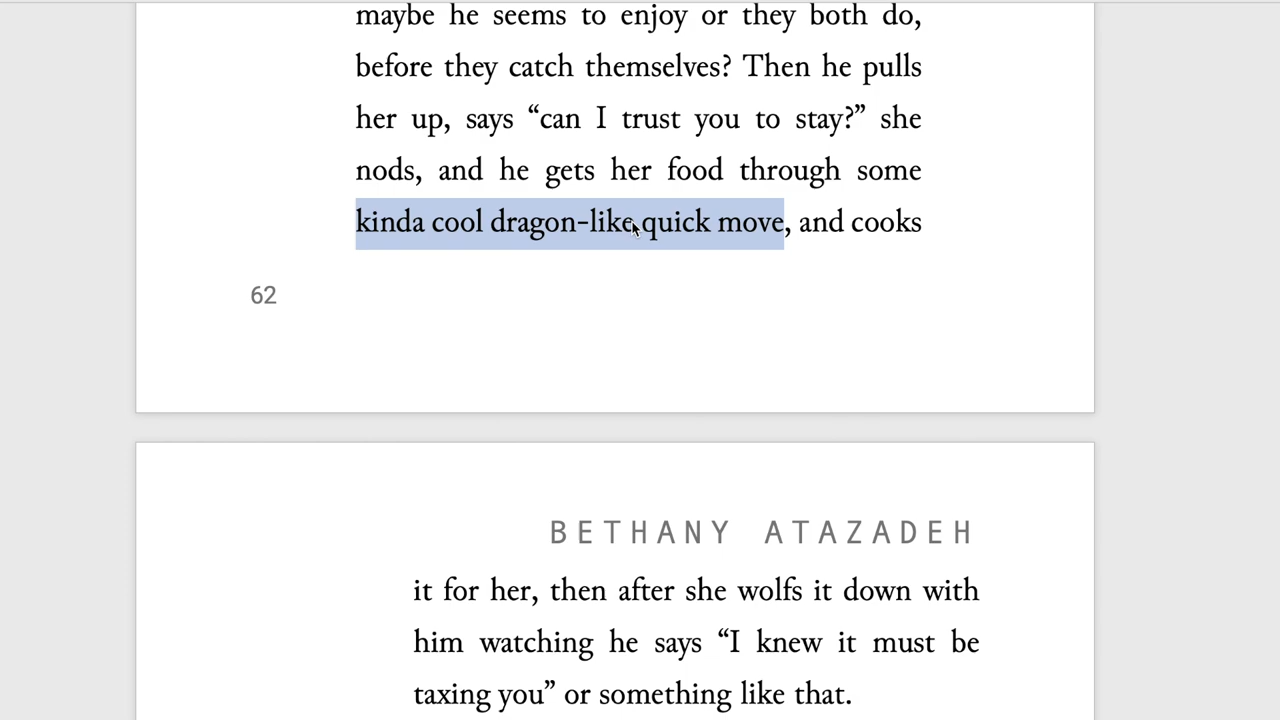 maybe he seems to enjoy or they both do,
before they catch themselves? Then he pulls
her up, says “can I trust you to stay?” she
nods, and he gets her food through some
kinda cool dragon-like quick move, and cooks
62
BETHANY ATAZADEH
it for her, then after she wolfs it down with
him watching he says “I knew it must be
taxing you” or something like that.